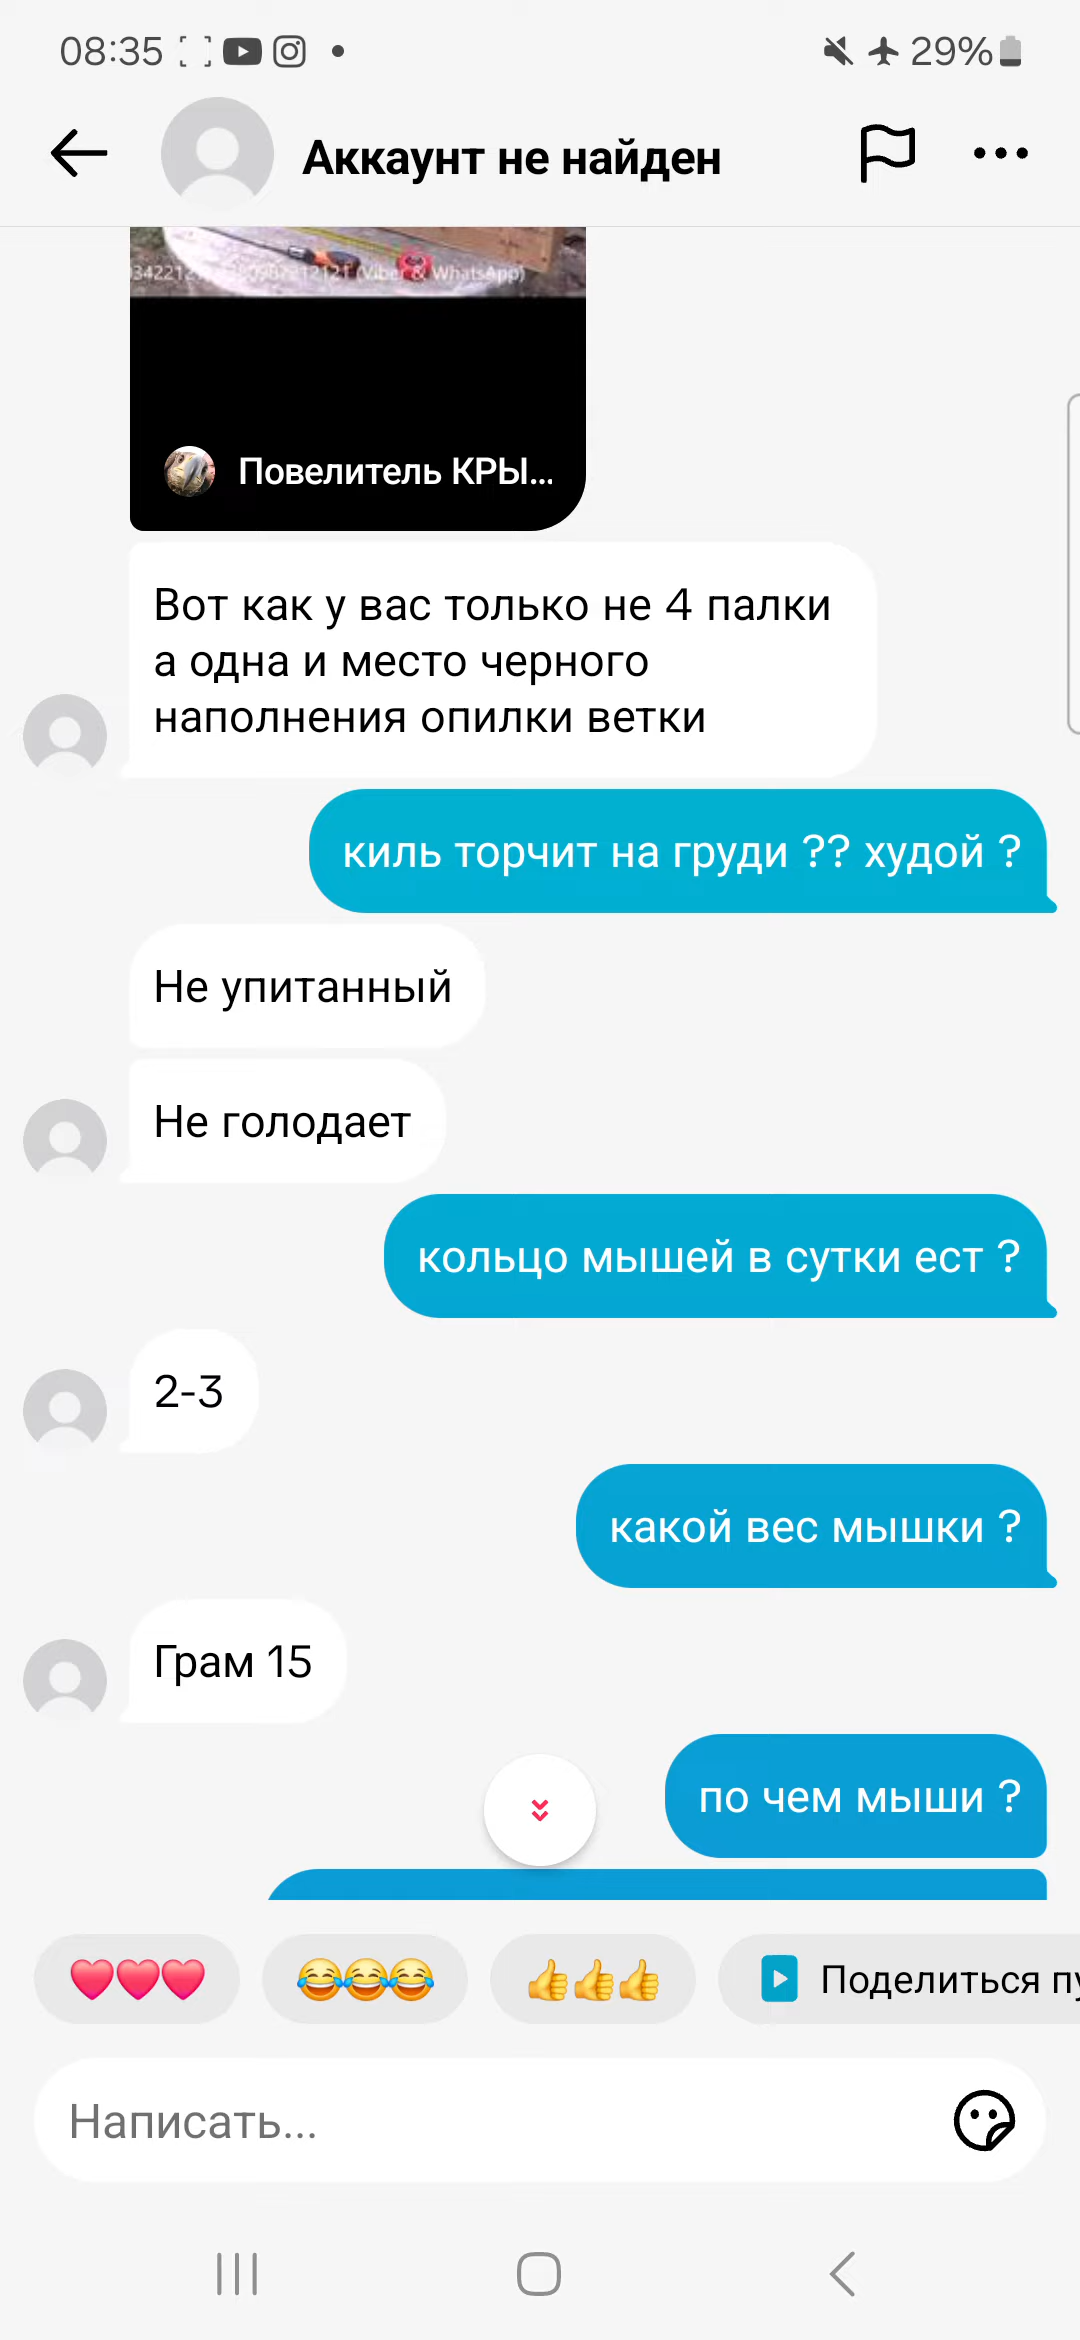 08:35
29%
Аккаунт не найден
(Viber & WhatsApp)
Повелитель КРЫ...
Вот как у вас только не 4 палки
а одна и место черного
наполнения опилки ветки
киль торчит на груди ?? худой ?
Не упитанный
Не голодает
кольцо мышей в сутки ест ?
2-3
какой вес мышки ?
Грам 15
по чем мыши ?
Поделиться пу
Написать...